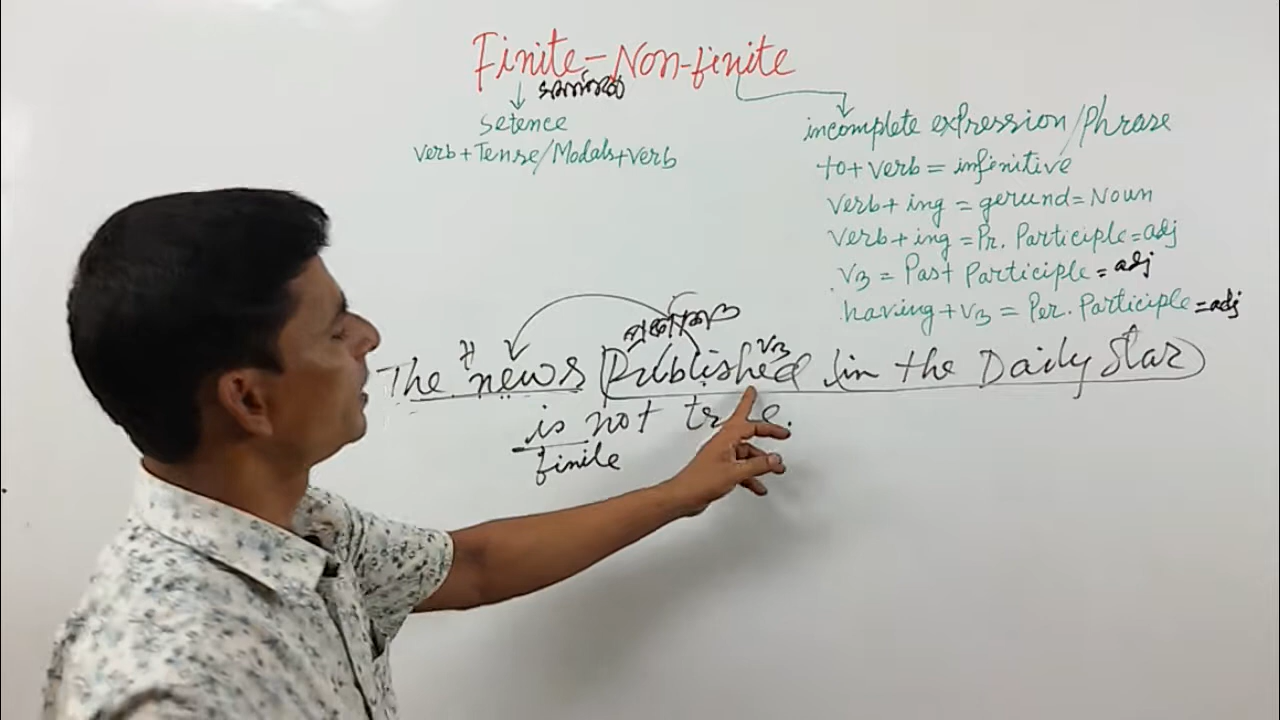 Finite-Non-finite
setence
verb+Tense/Modals+verb
incomplete expression/Phrase
to+verb=infinitive
verb+ing=gerund=Noun
verb+ing=Pr. Participle=adj
V3=Past Participle=adj
having+V3=Per. Participle=adj
V3
The news Published in the Daily Star
is not true.
finite